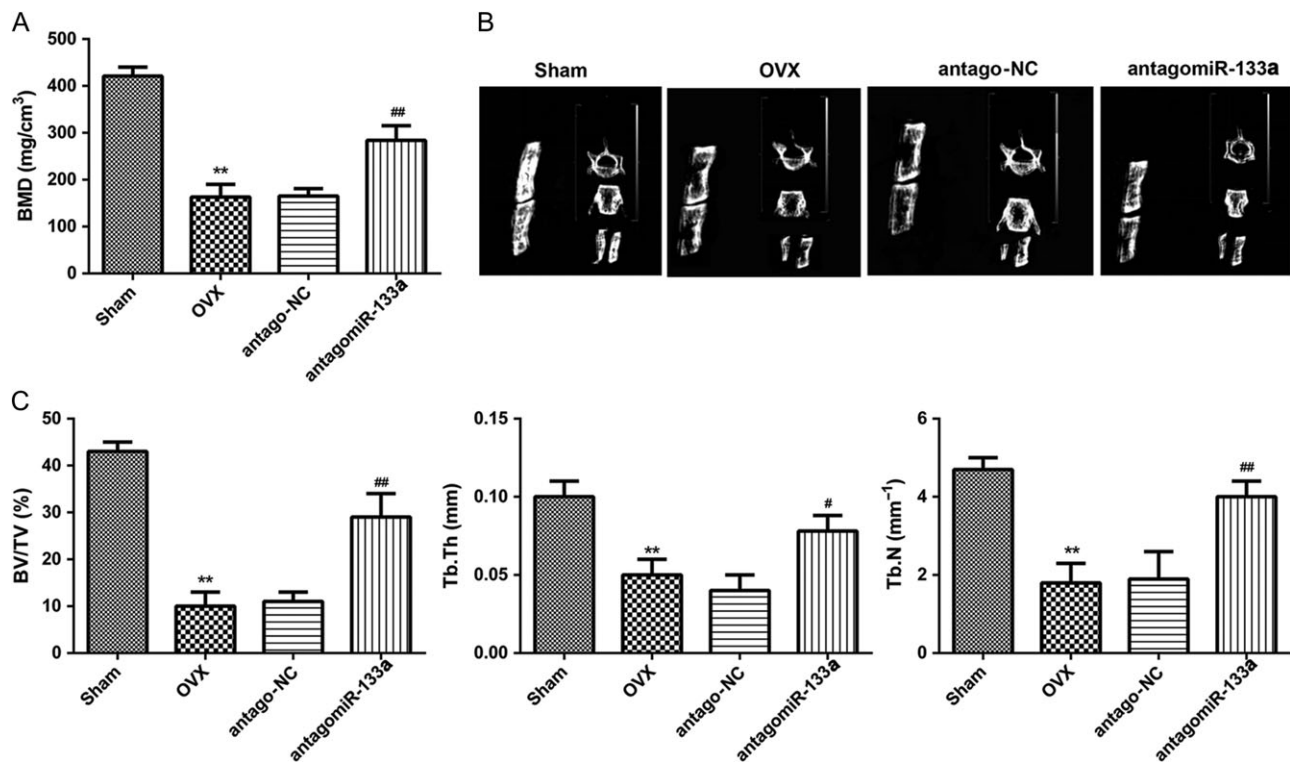 A
BMD (mg/cm³)
500
400
300
200
100
0
**
##
Sham
OVX
antago-NC
antagomiR-133a
B
Sham
OVX
antago-NC
antagomiR-133a
C
BV/TV (%)
50
40
30
20
10
0
**
##
Sham
OVX
antago-NC
antagomiR-133a
Tb.Th (mm)
0.15
0.10
0.05
0.00
**
#
Sham
OVX
antago-NC
antagomiR-133a
Tb.N (mm⁻¹)
6
4
2
0
**
##
Sham
OVX
antago-NC
antagomiR-133a